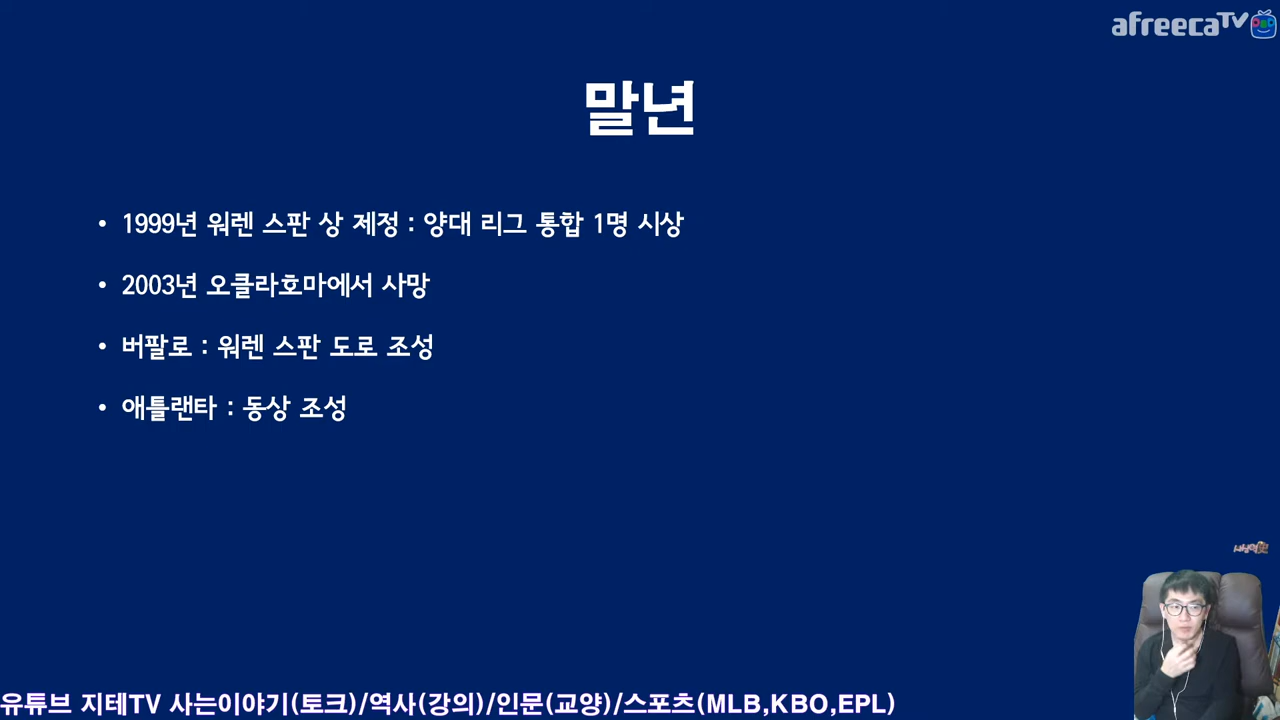 afreecaTV
말년
• 1999년 워렌 스판 상 제정 : 양대 리그 통합 1명 시상
• 2003년 오클라호마에서 사망
• 버팔로 : 워렌 스판 도로 조성
• 애틀랜타 : 동상 조성
유튜브 지테TV 사는이야기(토크)/역사(강의)/인문(교양)/스포츠(MLB,KBO,EPL)